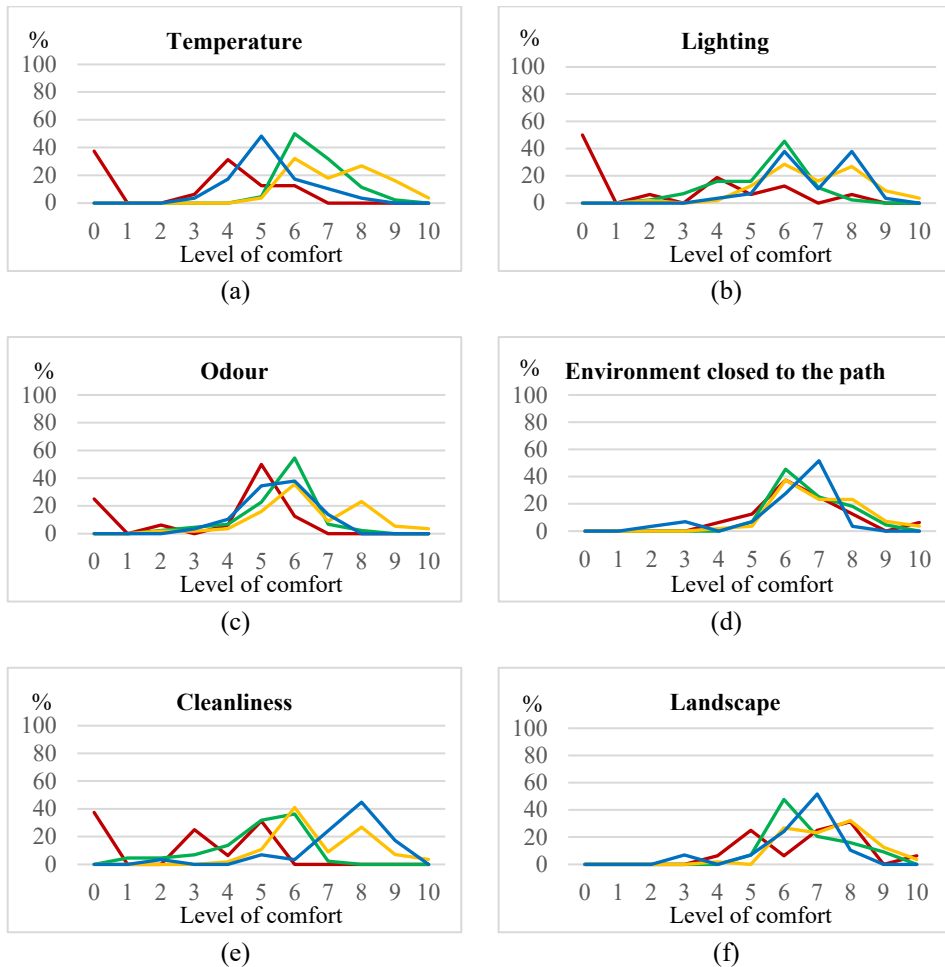 % Temperature
100
80
60
40
20
0
0 1 2 3 4 5 6 7 8 9 10
Level of comfort
(a)
% Lighting
100
80
60
40
20
0
0 1 2 3 4 5 6 7 8 9 10
Level of comfort
(b)
% Odour
100
80
60
40
20
0
0 1 2 3 4 5 6 7 8 9 10
Level of comfort
(c)
% Environment closed to the path
100
80
60
40
20
0
0 1 2 3 4 5 6 7 8 9 10
Level of comfort
(d)
% Cleanliness
100
80
60
40
20
0
0 1 2 3 4 5 6 7 8 9 10
Level of comfort
(e)
% Landscape
100
80
60
40
20
0
0 1 2 3 4 5 6 7 8 9 10
Level of comfort
(f)